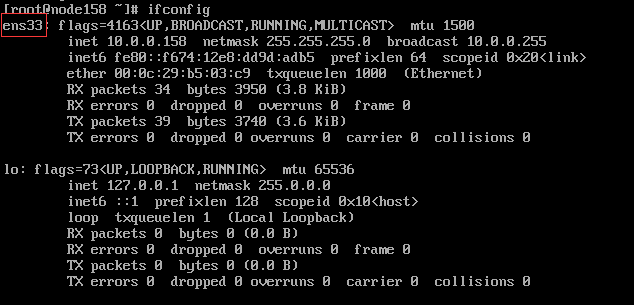 [root@node158 ~]# ifconfig
ens33: flags=4163<UP,BROADCAST,RUNNING,MULTICAST>  mtu 1500
        inet 10.0.0.158  netmask 255.255.255.0  broadcast 10.0.0.255
        inet6 fe80::f674:12e8:dd9d:adb5  prefixlen 64  scopeid 0x20<link>
        ether 00:0c:29:b5:03:c9  txqueuelen 1000  (Ethernet)
        RX packets 34  bytes 3950 (3.8 KiB)
        RX errors 0  dropped 0  overruns 0  frame 0
        TX packets 39  bytes 3740 (3.6 KiB)
        TX errors 0  dropped 0 overruns 0  carrier 0  collisions 0

lo: flags=73<UP,LOOPBACK,RUNNING>  mtu 65536
        inet 127.0.0.1  netmask 255.0.0.0
        inet6 ::1  prefixlen 128  scopeid 0x10<host>
        loop  txqueuelen 1  (Local Loopback)
        RX packets 0  bytes 0 (0.0 B)
        RX errors 0  dropped 0  overruns 0  frame 0
        TX packets 0  bytes 0 (0.0 B)
        TX errors 0  dropped 0 overruns 0  carrier 0  collisions 0